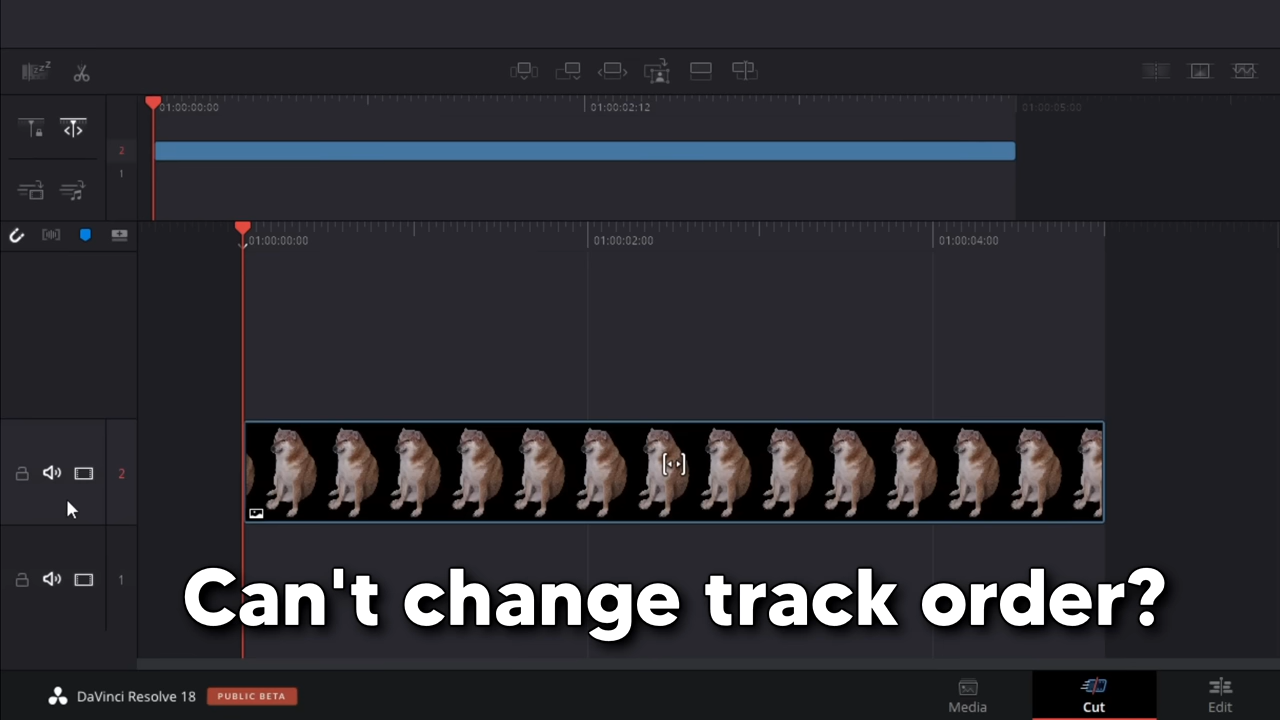 01:00:00:00
01:00:02:12
01:00:05:00
2
1
01:00:00:00
01:00:02:00
01:00:04:00
2
1
Can't change track order?
DaVinci Resolve 18
PUBLIC BETA
Media
Cut
Edit